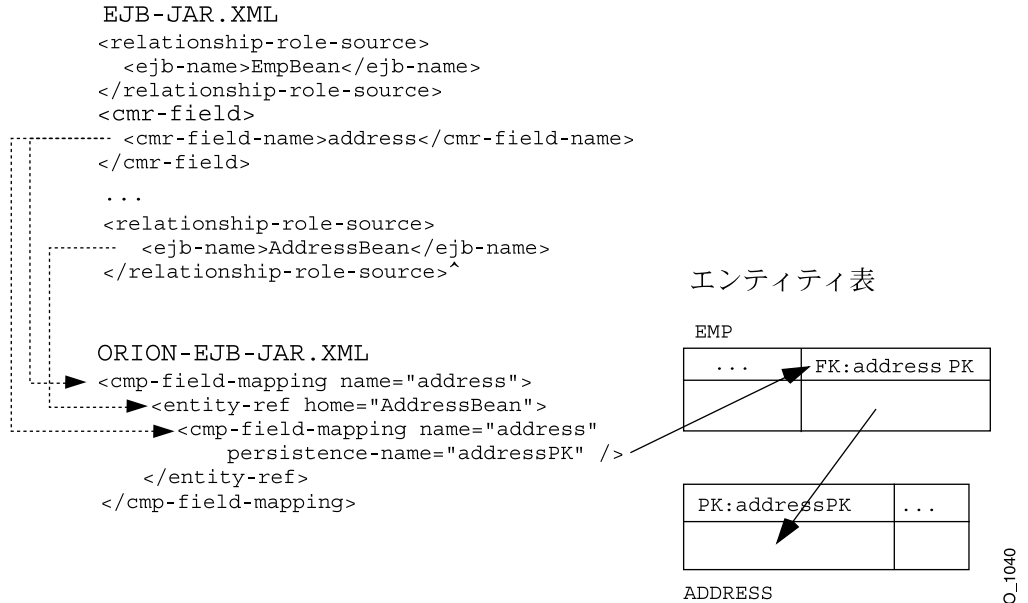 EJB-JAR.XML
<relationship-role-source>
<ejb-name>EmpBean</ejb-name>
</relationship-role-source>
<cmr-field>
<cmr-field-name>address</cmr-field-name>
</cmr-field>
...
<relationship-role-source>
<ejb-name>AddressBean</ejb-name>
</relationship-role-source>^
ORION-EJB-JAR.XML
<cmp-field-mapping name="address">
<entity-ref home="AddressBean">
<cmp-field-mapping name="address"
persistence-name="addressPK" />
</entity-ref>
</cmp-field-mapping>
エンティティ表
EMP
... FK:address PK
PK:addressPK ...
ADDRESS
O_1040